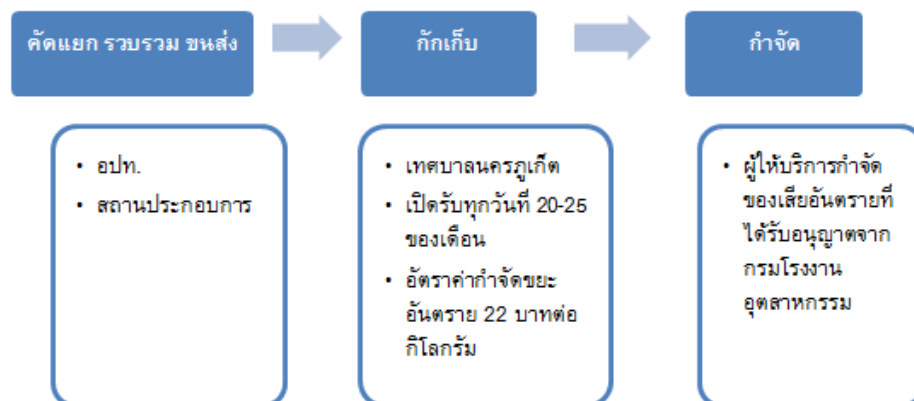 คัดแยก รวบรวม ขนส่ง
กักเก็บ
กำจัด
• อปท.
• สถานประกอบการ
• เทศบาลนครภูเก็ต
• เปิดรับทุกวันที่ 20-25
ของเดือน
• อัตราค่ากำจัดขยะ
อันตราย 22 บาทต่อ
กิโลกรัม
• ผู้ให้บริการกำจัด
ของเสียอันตรายที่
ได้รับอนุญาตจาก
กรมโรงงาน
อุตสาหกรรม